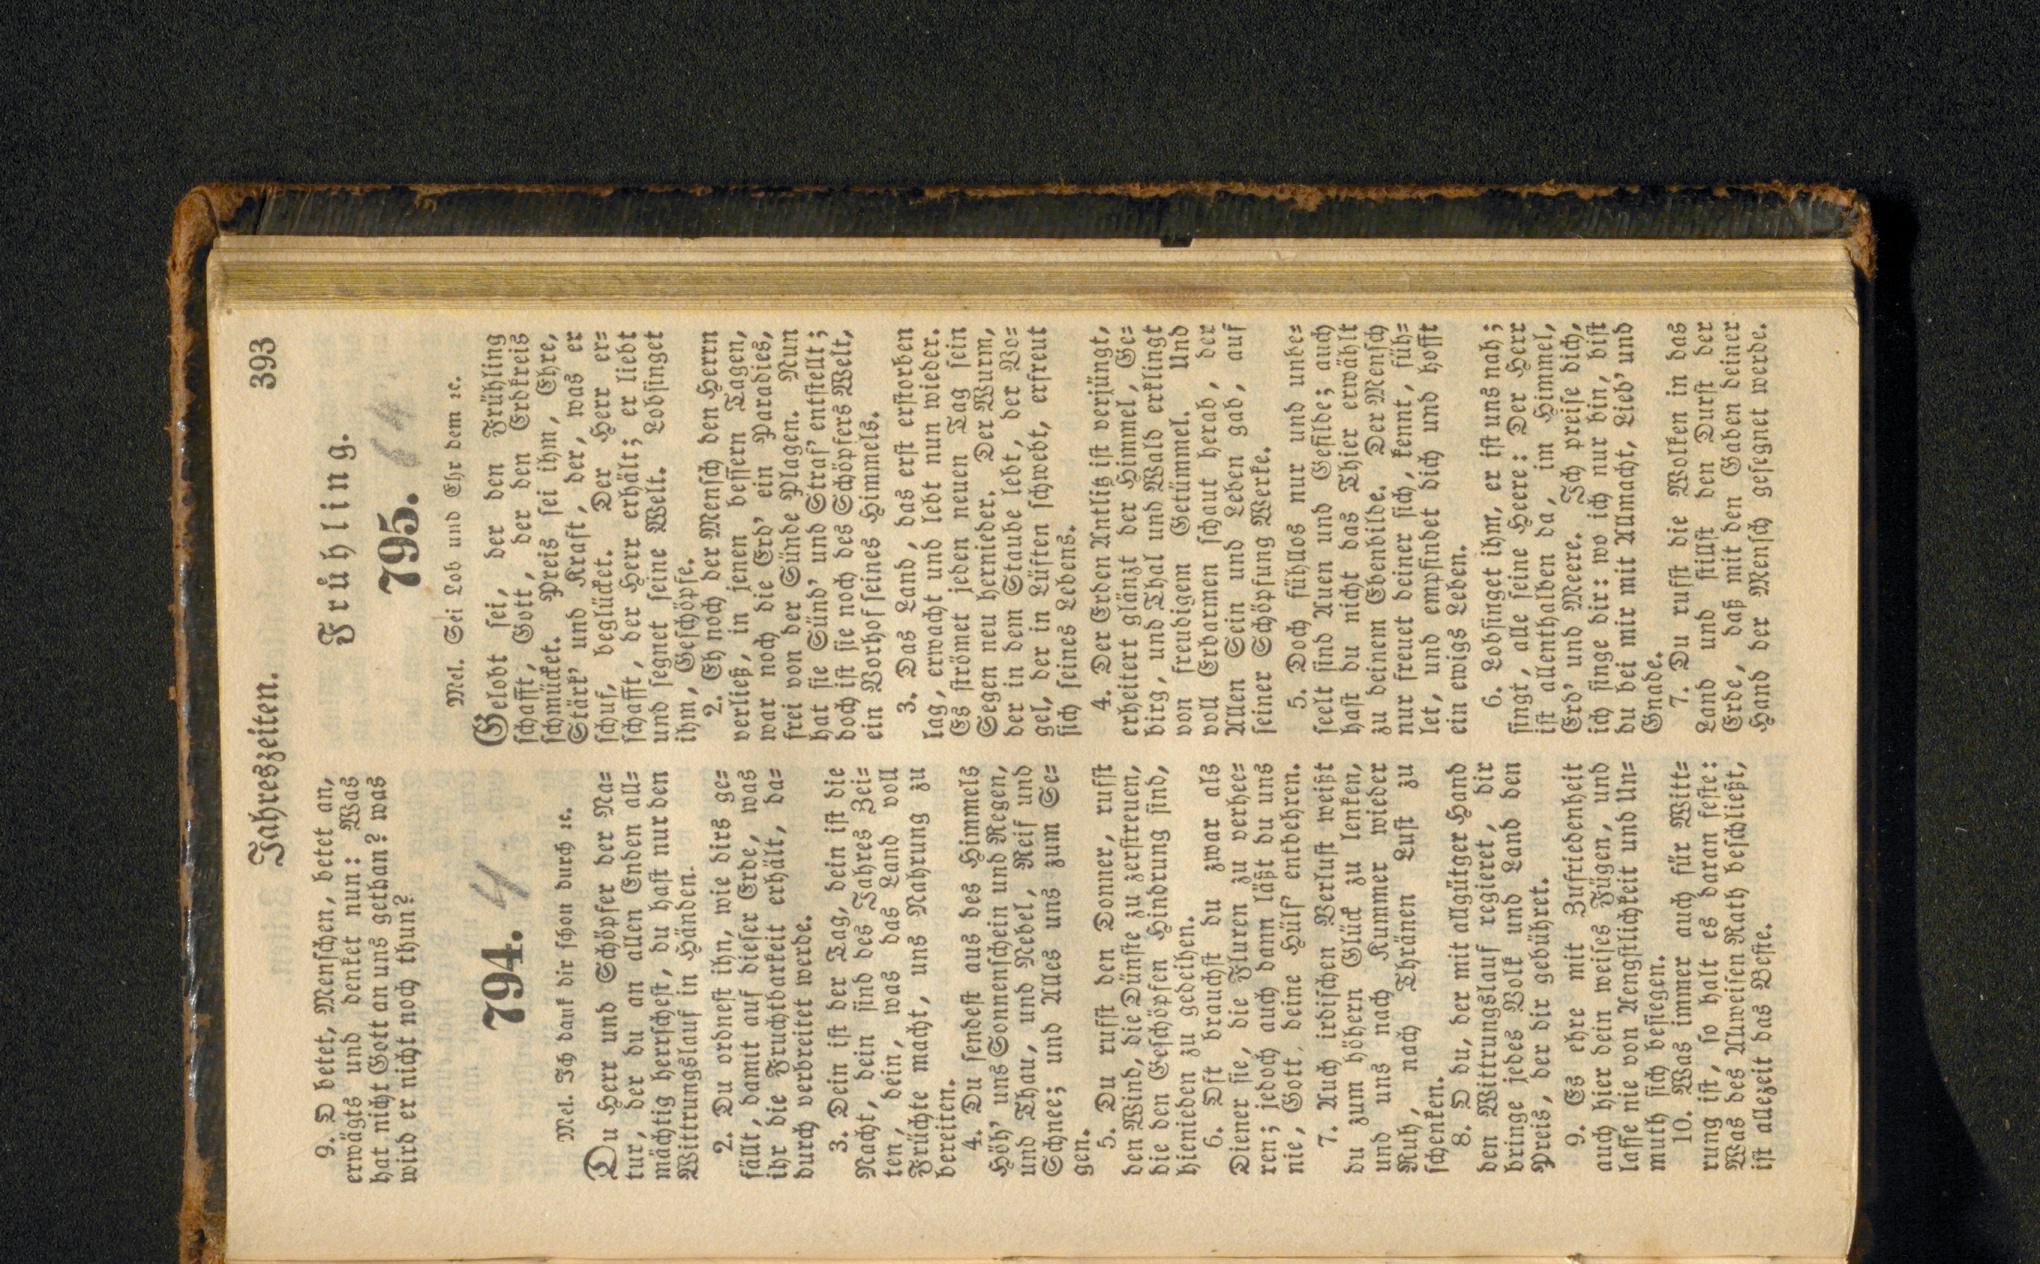 Jahreszeiten. 393
9. O betet, Menschen, betet an,
erwägts und denket nun: Was
hat nicht Gott an uns gethan? was
wird er nicht noch thun?
794. 4
Mel. Ich dank dir schon durch ꝛc.
Du Herr und Schöpfer der Na=
tur, der du an allen Enden all=
mächtig herrschest, du hast nur den
Wittrungslauf in Händen.
2. Du ordnest ihn, wie dirs ge=
fällt, damit auf dieser Erde, was
ihr die Fruchtbarkeit erhält, da=
durch verbreitet werde.
3. Dein ist der Tag, dein ist die
Nacht, dein sind des Jahres Zei=
ten, dein, was das Land voll
Früchte macht, uns Nahrung zu
bereiten.
4. Du sendest aus des Himmels
Höh' uns Sonnenschein und Regen,
und Thau, und Nebel, Reif und
Schnee; und Alles uns zum Se=
gen.
5. Du rufst den Donner, rufst
den Wind, die Dünste zu zerstreuen,
die den Geschöpfen Hindrung sind,
hienieden zu gedeihen.
6. Oft brauchst du zwar als
Diener sie, die Fluren zu verhee=
ren; jedoch auch dann läßt du uns
nie, Gott, deine Hülf' entbehren.
7. Auch irdischen Verlust weißt
du zum höhern Glück zu lenken,
und uns nach Kummer wieder
Ruh, nach Thränen Lust zu
schenken.
8. O du, der mit allgütger Hand
den Wittrungslauf regieret, dir
bringe jedes Volk und Land den
Preis, der dir gebühret.
9. Es ehre mit Zufriedenheit
auch hier dein weises Fügen, und
lasse nie von Aengstlichkeit und Un=
muth sich besiegen.
10. Was immer auch für Witt=
rung ist, so halt es daran feste:
Was des Allweisen Rath beschließt,
ist allezeit das Beste.
Frühling.
795. 14.
Mel. Sei Lob und Ehr dem ꝛc.
Gelobt sei, der den Frühling
schafft, Gott, der den Erdkreis
schmücket. Preis sei ihm, Ehre,
Stärk' und Kraft, der, was er
schuf, beglücket. Der Herr er=
schafft, der Herr erhält; er liebt
und segnet seine Welt. Lobsinget
ihm, Geschöpfe.
2. Eh noch der Mensch den Herrn
verließ, in jenen bessern Tagen,
war noch die Erd' ein Paradies,
frei von der Sünde Plagen. Nun
hat sie Sünd' und Straf' entstellt;
doch ist sie noch des Schöpfers Welt,
ein Vorhof seines Himmels.
3. Das Land, das erst erstorben
lag, erwacht und lebt nun wieder.
Es strömet jeden neuen Tag sein
Segen neu hernieder. Der Wurm,
der in dem Staube lebt, der Vo=
gel, der in Lüften schwebt, erfreut
sich seines Lebens.
4. Der Erden Antlitz ist verjüngt,
erheitert glänzt der Himmel, Ge=
birg, und Thal und Wald erklingt
von freudigem Getümmel. Und
voll Erbarmen schaut herab, der
Allen Sein und Leben gab, auf
seiner Schöpfung Werke.
5. Doch fühllos nur und unbe=
seelt sind Auen und Gefilde; auch
hast du nicht das Thier erwählt
zu deinem Ebenbilde. Der Mensch
nur freuet deiner sich, kennt, füh=
let, und empfindet dich und hofft
ein ewigs Leben.
6. Lobsinget ihm, er ist uns nah;
singt, alle seine Heere: Der Herr
ist allenthalben da, im Himmel,
Erd' und Meere. Ich preise dich,
ich singe dir: wo ich nur bin, bist
du bei mir mit Allmacht, Lieb' und
Gnade.
7. Du rufst die Wolken in das
Land und stillst den Durst der
Erde, daß mit den Gaben deiner
Hand der Mensch gesegnet werde.